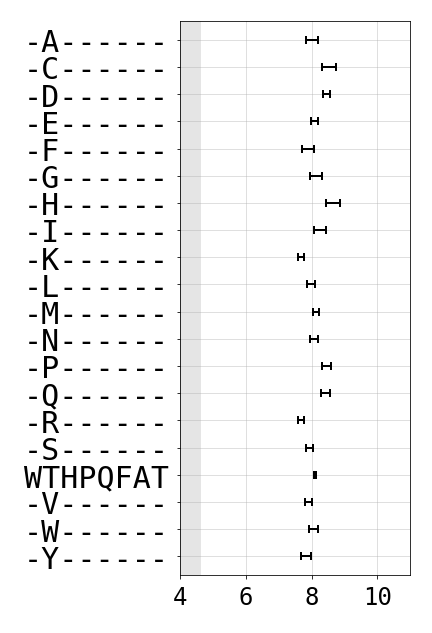 -A------
-C------
-D------
-E------
-F------
-G------
-H------
-I------
-K------
-L------
-M------
-N------
-P------
-Q------
-R------
-S------
WTHPQFAT
-V------
-W------
-Y------
4 6 8 10